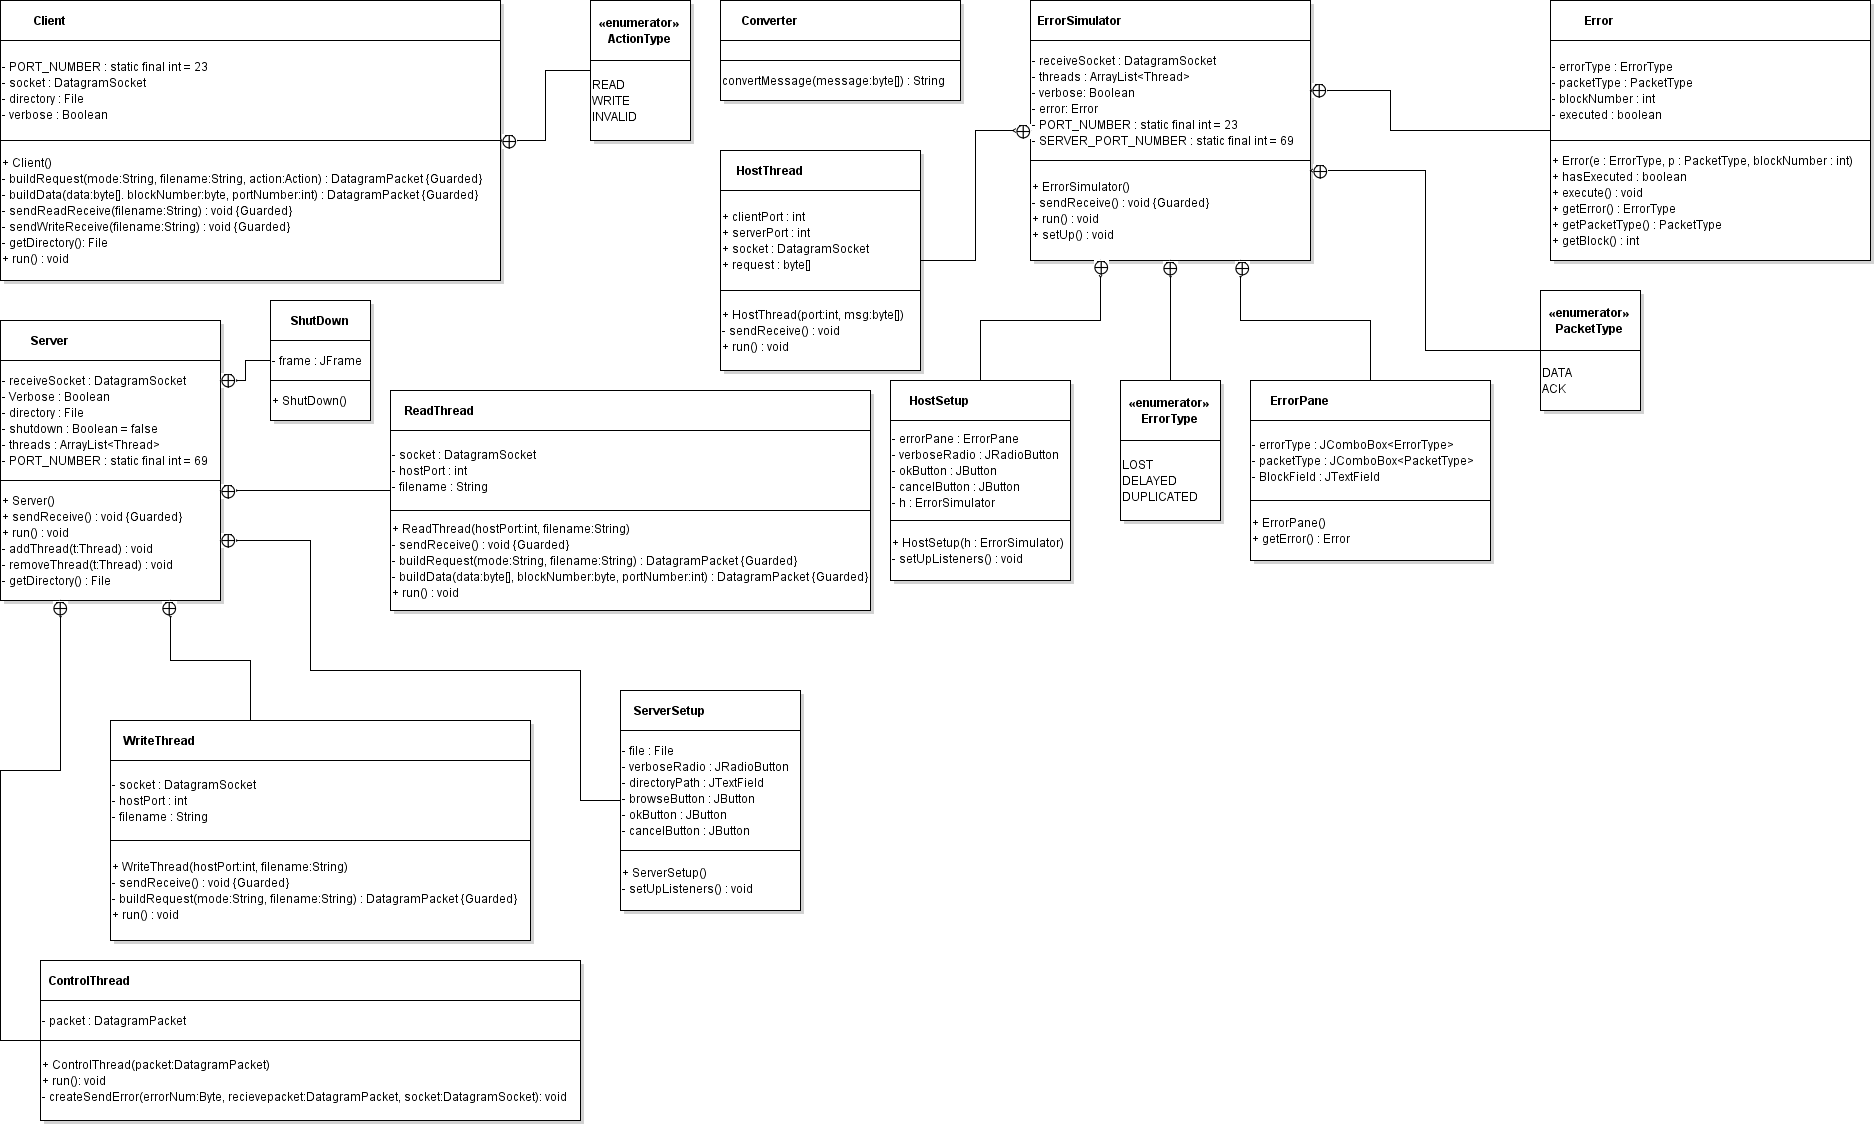 Client
- PORT_NUMBER : static final int = 23
- socket : DatagramSocket
- directory : File
- verbose : Boolean
+ Client()
- buildRequest(mode:String, filename:String, action:Action) : DatagramPacket {Guarded}
- buildData(data:byte[]. blockNumber:byte, portNumber:int) : DatagramPacket {Guarded}
- sendReadReceive(filename:String) : void {Guarded}
- sendWriteReceive(filename:String) : void {Guarded}
- getDirectory(): File
+ run() : void
«enumerator»
ActionType
READ
WRITE
INVALID
Converter
convertMessage(message:byte[]) : String
ErrorSimulator
- receiveSocket : DatagramSocket
- threads : ArrayList<Thread>
- verbose: Boolean
- error: Error
- PORT_NUMBER : static final int = 23
- SERVER_PORT_NUMBER : static final int = 69
+ ErrorSimulator()
- sendReceive() : void {Guarded}
+ run() : void
+ setUp() : void
Error
- errorType : ErrorType
- packetType : PacketType
- blockNumber : int
- executed : boolean
+ Error(e : ErrorType, p : PacketType, blockNumber : int)
+ hasExecuted : boolean
+ execute() : void
+ getError() : ErrorType
+ getPacketType() : PacketType
+ getBlock() : int
HostThread
+ clientPort : int
+ serverPort : int
+ socket : DatagramSocket
+ request : byte[]
+ HostThread(port:int, msg:byte[])
- sendReceive() : void
+ run() : void
«enumerator»
PacketType
DATA
ACK
Server
- receiveSocket : DatagramSocket
- Verbose : Boolean
- directory : File
- shutdown : Boolean = false
- threads : ArrayList<Thread>
- PORT_NUMBER : static final int = 69
+ Server()
+ sendReceive() : void {Guarded}
+ run() : void
- addThread(t:Thread) : void
- removeThread(t:Thread) : void
- getDirectory() : File
ShutDown
- frame : JFrame
+ ShutDown()
ReadThread
- socket : DatagramSocket
- hostPort : int
- filename : String
+ ReadThread(hostPort:int, filename:String)
- sendReceive() : void {Guarded}
- buildRequest(mode:String, filename:String) : DatagramPacket {Guarded}
- buildData(data:byte[], blockNumber:byte, portNumber:int) : DatagramPacket {Guarded}
+ run() : void
HostSetup
- errorPane : ErrorPane
- verboseRadio : JRadioButton
- okButton : JButton
- cancelButton : JButton
- h : ErrorSimulator
+ HostSetup(h : ErrorSimulator)
- setUpListeners() : void
«enumerator»
ErrorType
LOST
DELAYED
DUPLICATED
ErrorPane
- errorType : JComboBox<ErrorType>
- packetType : JComboBox<PacketType>
- BlockField : JTextField
+ ErrorPane()
+ getError() : Error
WriteThread
- socket : DatagramSocket
- hostPort : int
- filename : String
+ WriteThread(hostPort:int, filename:String)
- sendReceive() : void {Guarded}
- buildRequest(mode:String, filename:String) : DatagramPacket {Guarded}
+ run() : void
ServerSetup
- file : File
- verboseRadio : JRadioButton
- directoryPath : JTextField
- browseButton : JButton
- okButton : JButton
- cancelButton : JButton
+ ServerSetup()
- setUpListeners() : void
ControlThread
- packet : DatagramPacket
+ ControlThread(packet:DatagramPacket)
+ run(): void
- createSendError(errorNum:Byte, recievepacket:DatagramPacket, socket:DatagramSocket): void